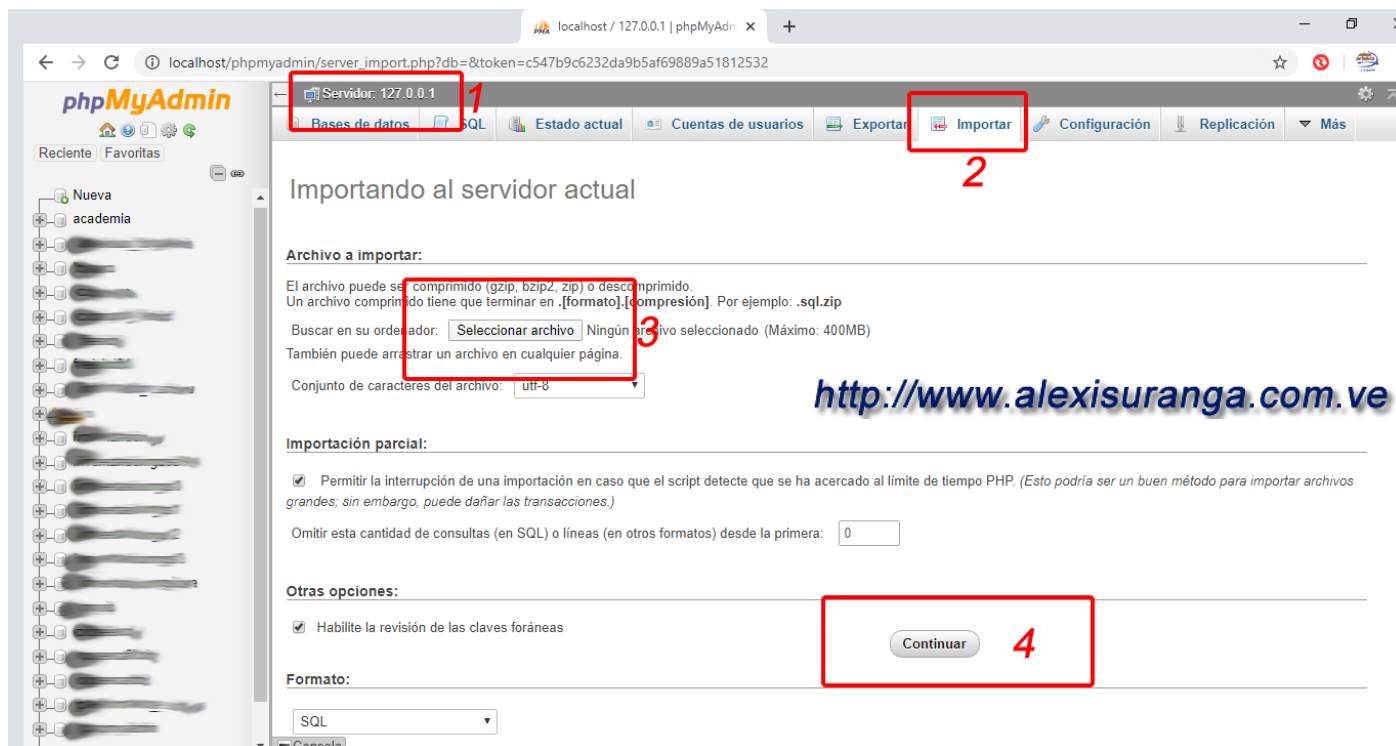 localhost / 127.0.0.1 | phpMyAdn
localhost/phpmyadmin/server_import.php?db=&token=c547b9c6232da9b5af69889a51812532
phpMyAdmin
Reciente Favoritas
Nueva
academia
Servidor: 127.0.0.1
1
Bases de datos SQL Estado actual Cuentas de usuarios Exportar Importar Configuración Replicación Más
2
Importando al servidor actual
Archivo a importar:
El archivo puede ser comprimido (gzip, bzip2, zip) o descomprimido.
Un archivo comprimido tiene que terminar en .[formato].[compresión]. Por ejemplo: .sql.zip
Buscar en su ordenador: Seleccionar archivo Ningún archivo seleccionado (Máximo: 400MB)
3
También puede arrastrar un archivo en cualquier página.
Conjunto de caracteres del archivo: utf-8
http://www.alexisuranga.com.ve
Importación parcial:
Permitir la interrupción de una importación en caso que el script detecte que se ha acercado al límite de tiempo PHP. (Esto podría ser un buen método para importar archivos
grandes; sin embargo, puede dañar las transacciones.)
Omitir esta cantidad de consultas (en SQL) o líneas (en otros formatos) desde la primera: 0
Otras opciones:
Habilite la revisión de las claves foráneas
Continuar 4
Formato:
SQL
Consola